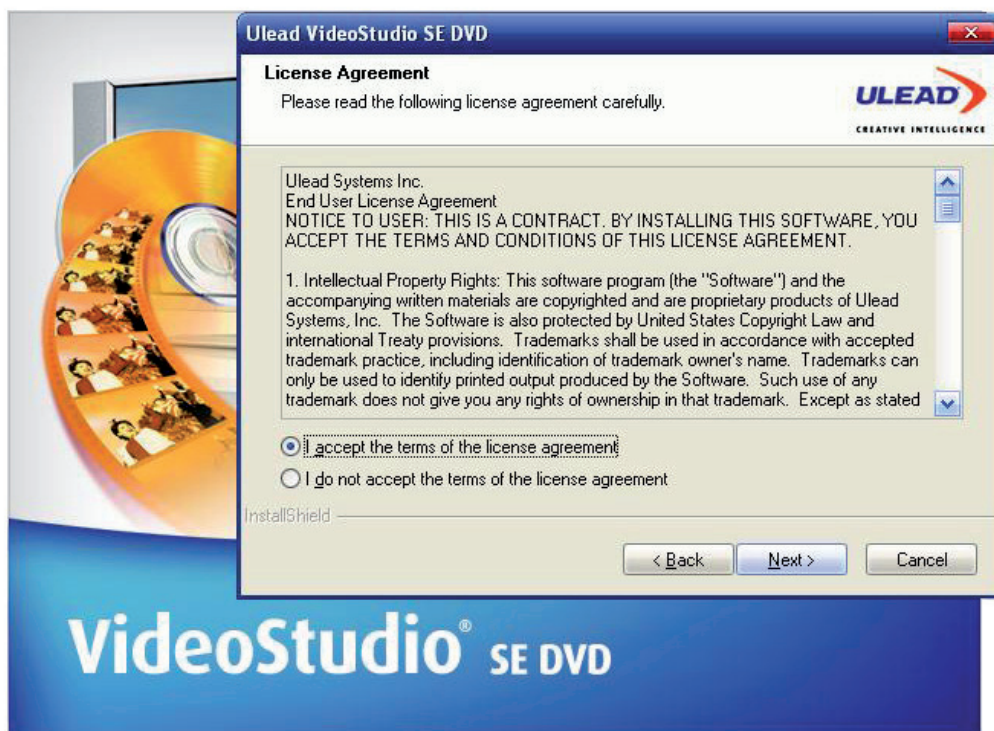 Ulead VideoStudio SE DVD
License Agreement
Please read the following license agreement carefully.
ULEAD
CREATIVE INTELLIGENCE
Ulead Systems Inc.
End User License Agreement
NOTICE TO USER: THIS IS A CONTRACT. BY INSTALLING THIS SOFTWARE, YOU
ACCEPT THE TERMS AND CONDITIONS OF THIS LICENSE AGREEMENT.
1. Intellectual Property Rights: This software program (the "Software") and the
accompanying written materials are copyrighted and are proprietary products of Ulead
Systems, Inc. The Software is also protected by United States Copyright Law and
international Treaty provisions. Trademarks shall be used in accordance with accepted
trademark practice, including identification of trademark owner's name. Trademarks can
only be used to identify printed output produced by the Software. Such use of any
trademark does not give you any rights of ownership in that trademark. Except as stated
I accept the terms of the license agreement
I do not accept the terms of the license agreement
InstallShield
< Back Next > Cancel
VideoStudio® SE DVD